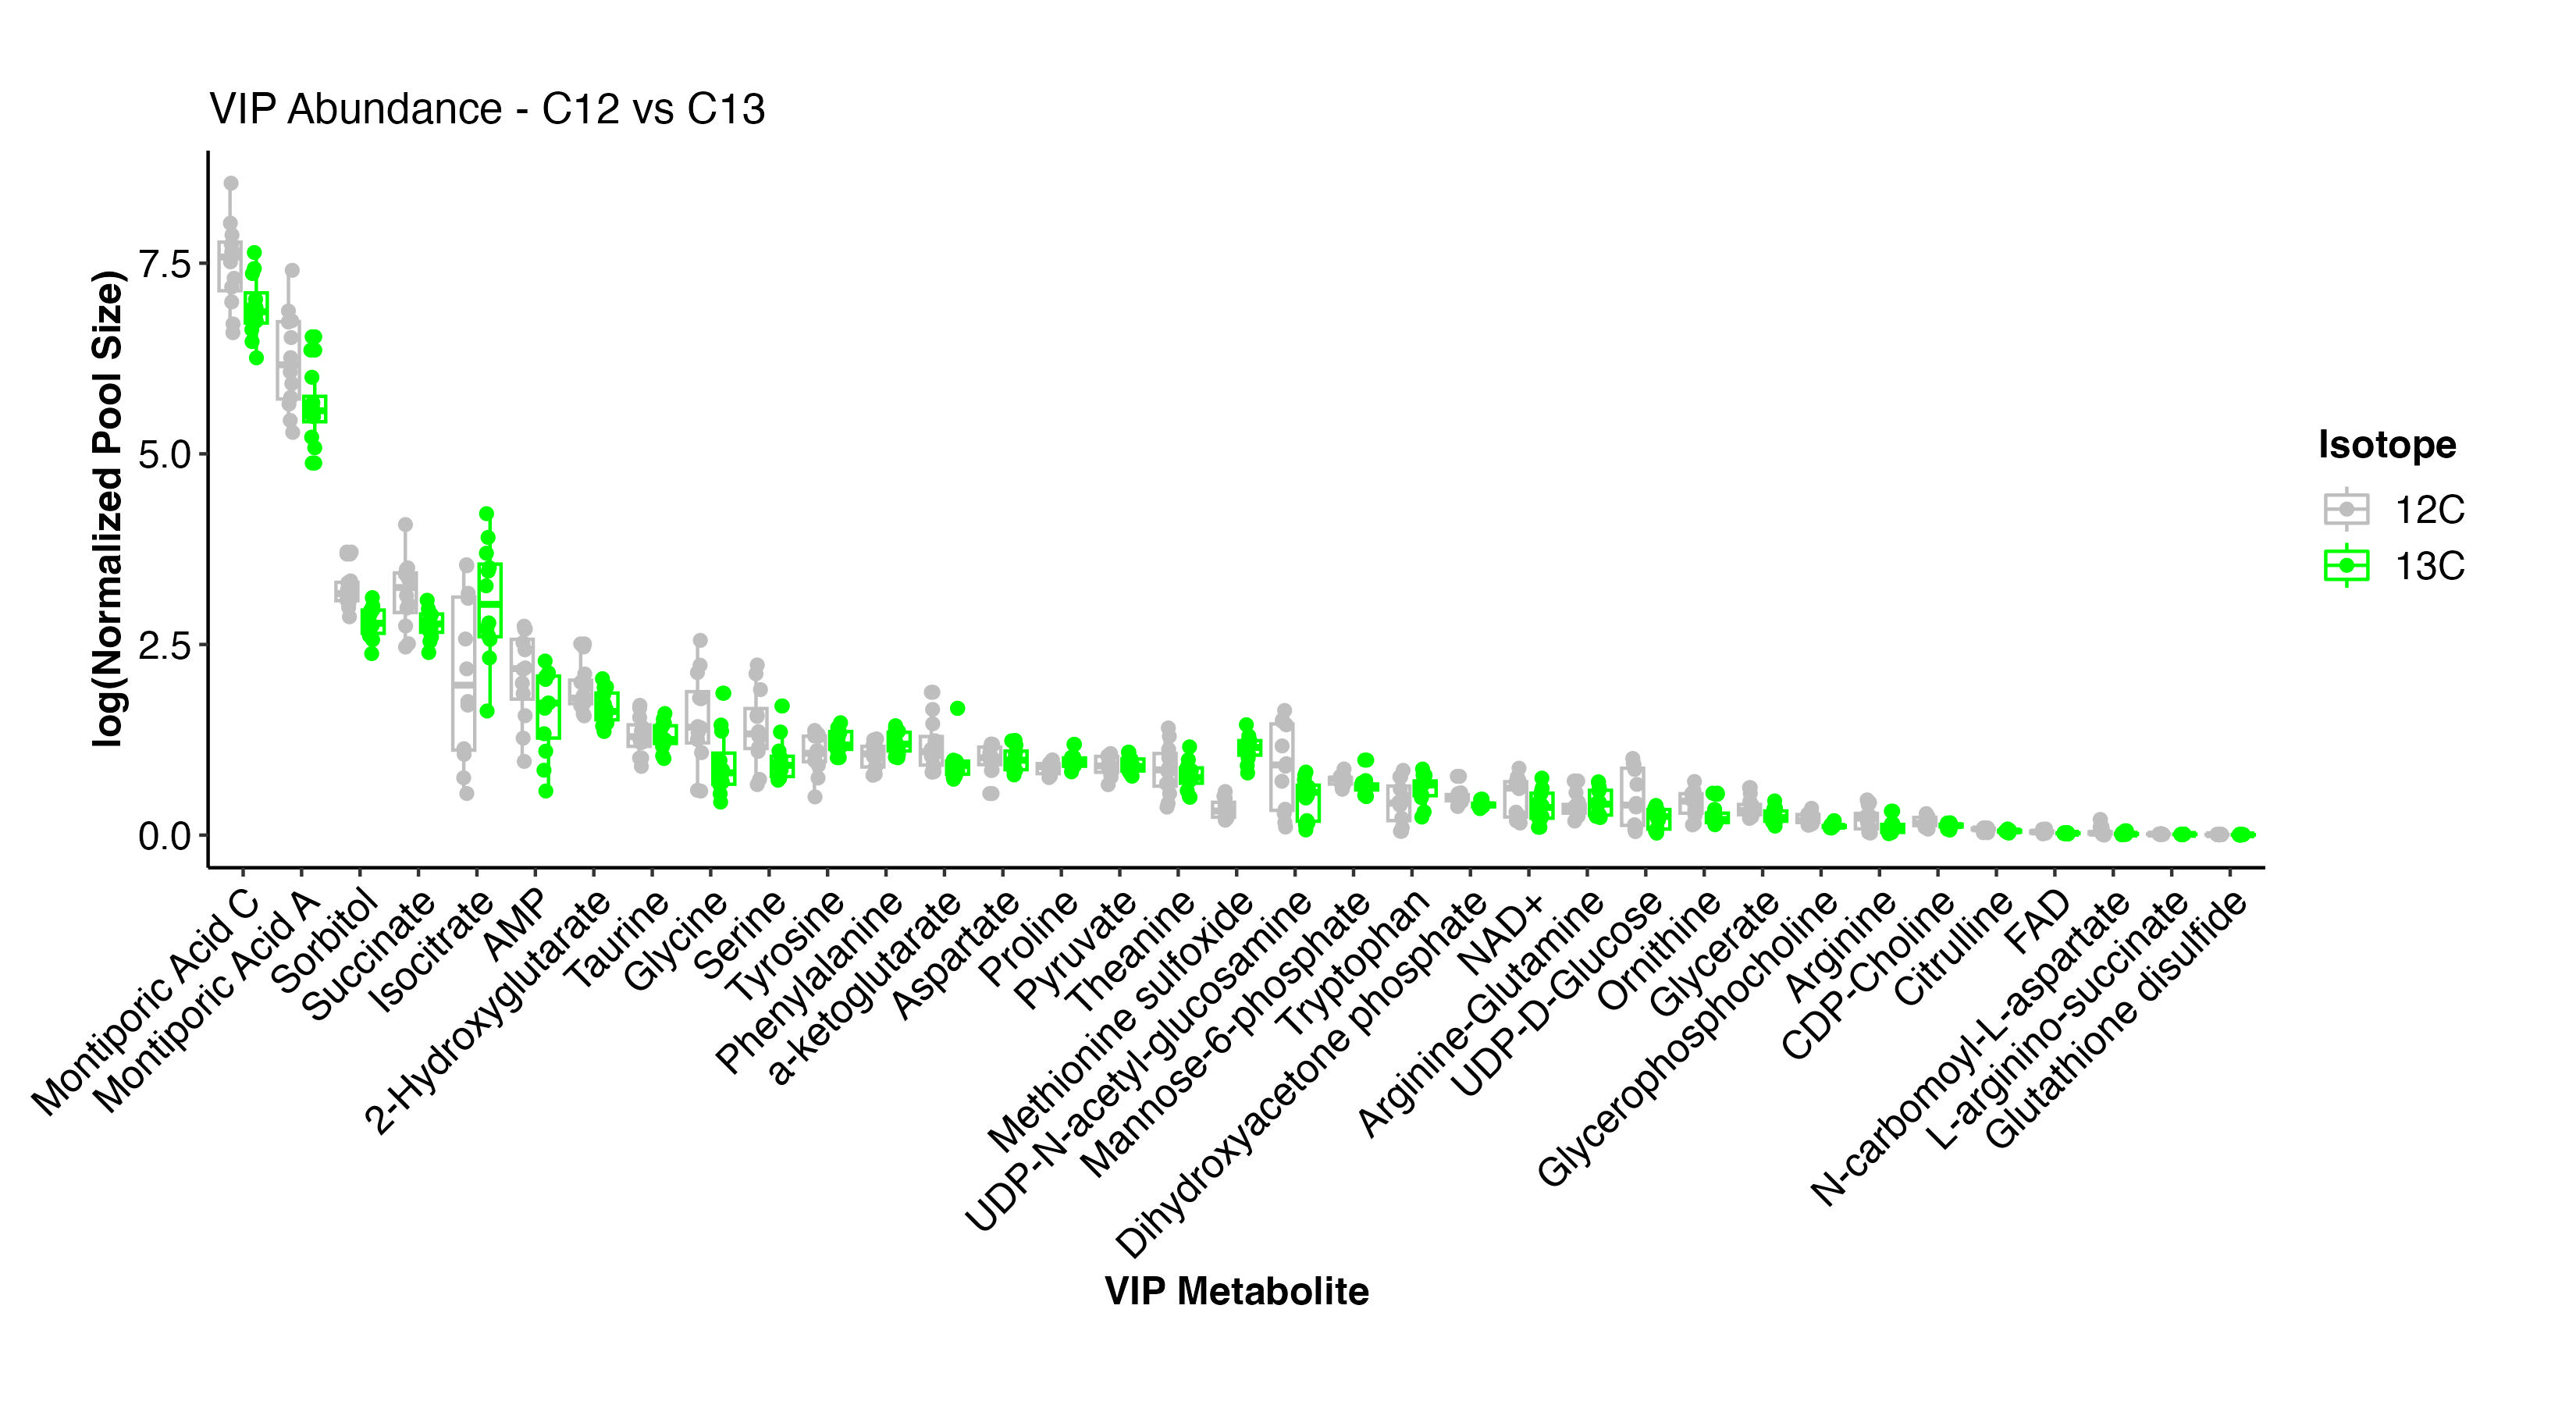 VIP Abundance - C12 vs C13
log(Normalized Pool Size)
7.5
5.0
2.5
0.0
Isotope
12C
13C
Montiporic Acid C
Montiporic Acid A
Sorbitol
Succinate
Isocitrate
AMP
2-Hydroxyglutarate
Taurine
Glycine
Serine
Tyrosine
Phenylalanine
a-ketoglutarate
Aspartate
Proline
Pyruvate
Theanine
Methionine sulfoxide
UDP-N-acetyl-glucosamine
Mannose-6-phosphate
Tryptophan
Dihydroxyacetone phosphate
NAD+
Arginine-Glutamine
UDP-D-Glucose
Ornithine
Glycerate
Glycerophosphocholine
Arginine
CDP-Choline
Citrulline
FAD
N-carbomoyl-L-aspartate
L-arginino-succinate
Glutathione disulfide
VIP Metabolite